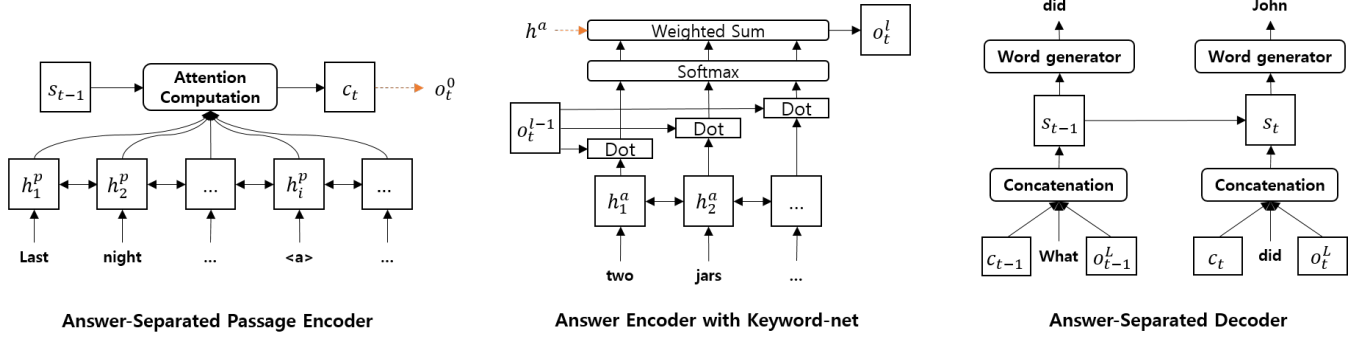 s_{t-1}
Attention
Computation
c_t
o_t^0
h_1^p
h_2^p
...
h_i^p
...
Last
night
...
<a>
...
Answer-Separated Passage Encoder
h^a
Weighted Sum
o_t^l
Softmax
o_t^{l-1}
Dot
Dot
Dot
h_1^a
h_2^a
...
two
jars
...
Answer Encoder with Keyword-net
did
John
Word generator
Word generator
s_{t-1}
s_t
Concatenation
Concatenation
c_{t-1}
What
o_{t-1}^L
c_t
did
o_t^L
Answer-Separated Decoder